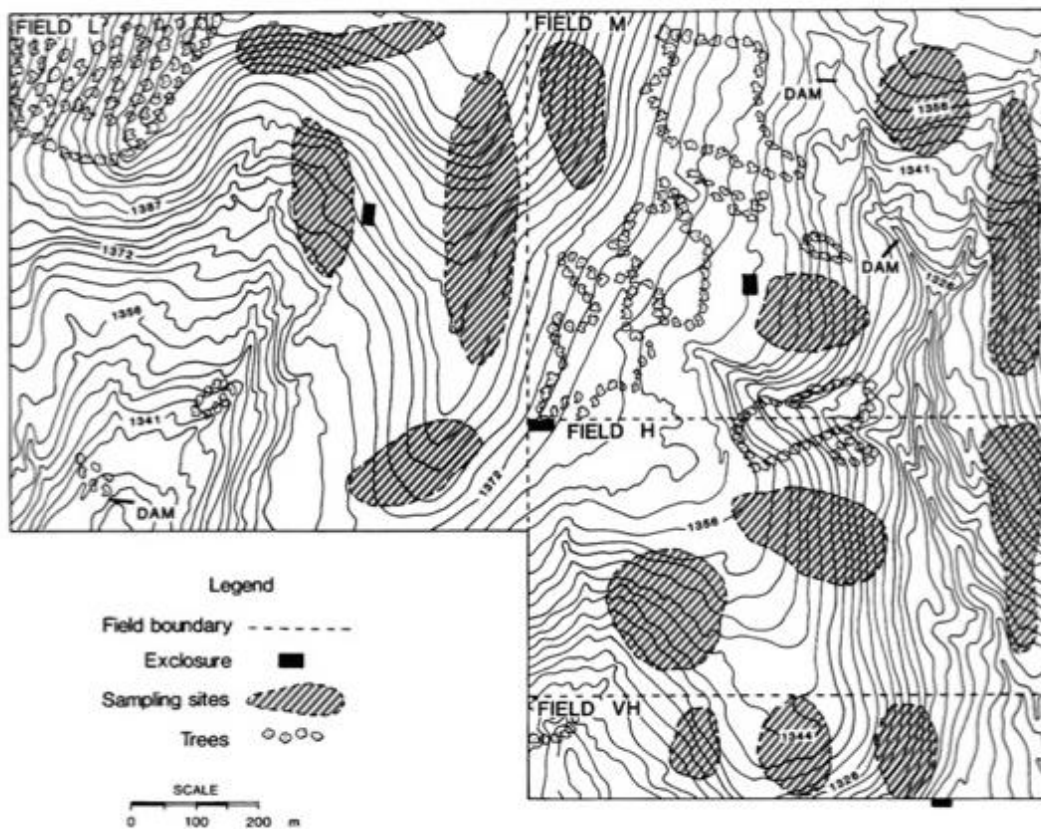 FIELD L
FIELD M
DAM
1356
1341
1387
1372
DAM
1326
1356
1341
FIELD H
1372
DAM
1356
Legend
Field boundary
Exclosure
Sampling sites
Trees
FIELD VH
1344
1326
SCALE
0 100 200 m